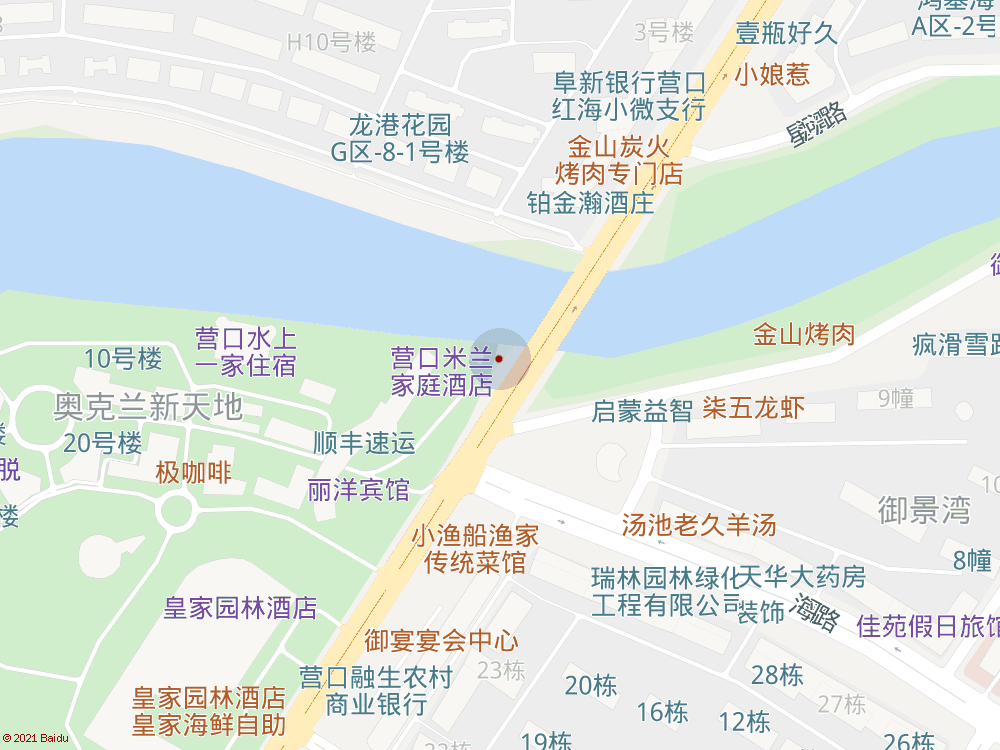 H10号楼
3号楼
壹瓶好久
A区-2号
小娘惹
阜新银行营口
红海小微支行
龙港花园
G区-8-1号楼
金山炭火
烤肉专门店
铂金瀚酒庄
营口水上
一家住宿
10号楼
营口米兰
家庭酒店
金山烤肉
疯滑雪
奥克兰新天地
启蒙益智
柒五龙虾
9幢
20号楼
顺丰速运
脱
极咖啡
丽洋宾馆
楼
御景湾
10
小渔船渔家
传统菜馆
汤池老久羊汤
8幢
瑞林园林绿化
工程有限公司
天华大药房
装饰
海路
皇家园林酒店
佳苑假日旅馆
御宴宴会中心
营口融生农村
商业银行
23栋
28栋
20栋
16栋
12栋
27栋
皇家园林酒店
皇家海鲜自助
22栋
19栋
26栋
© 2021 Baidu